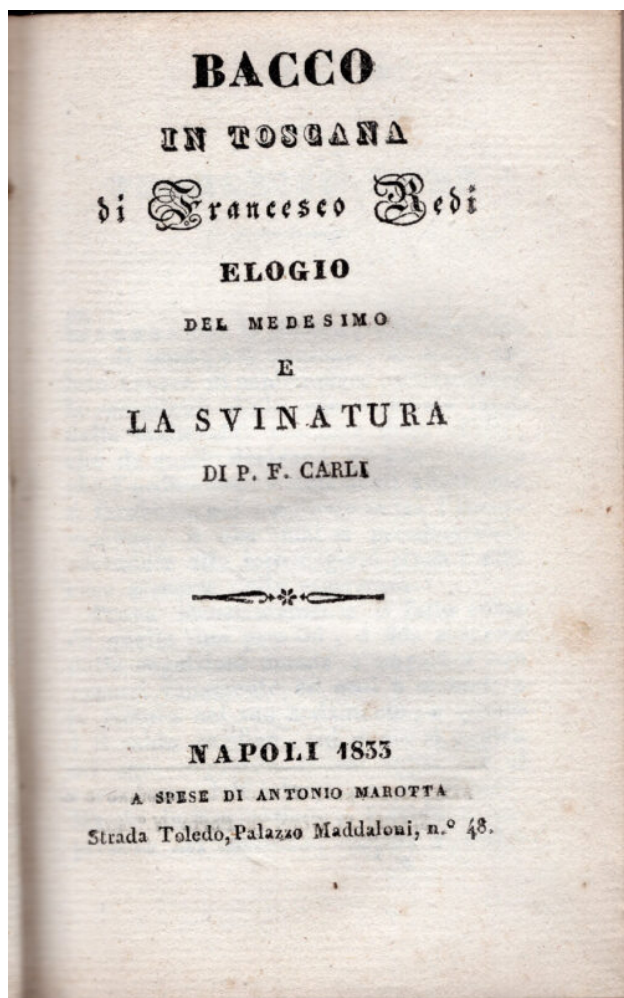 BACCO
IN TOSCANA
di Francesco Redi
ELOGIO
DEL MEDESIMO
E
LA SVINATURA
DI P. F. CARLI
NAPOLI 1833
A SPESE DI ANTONIO MAROTTA
Strada Toledo, Palazzo Maddaloni, n.° 48.